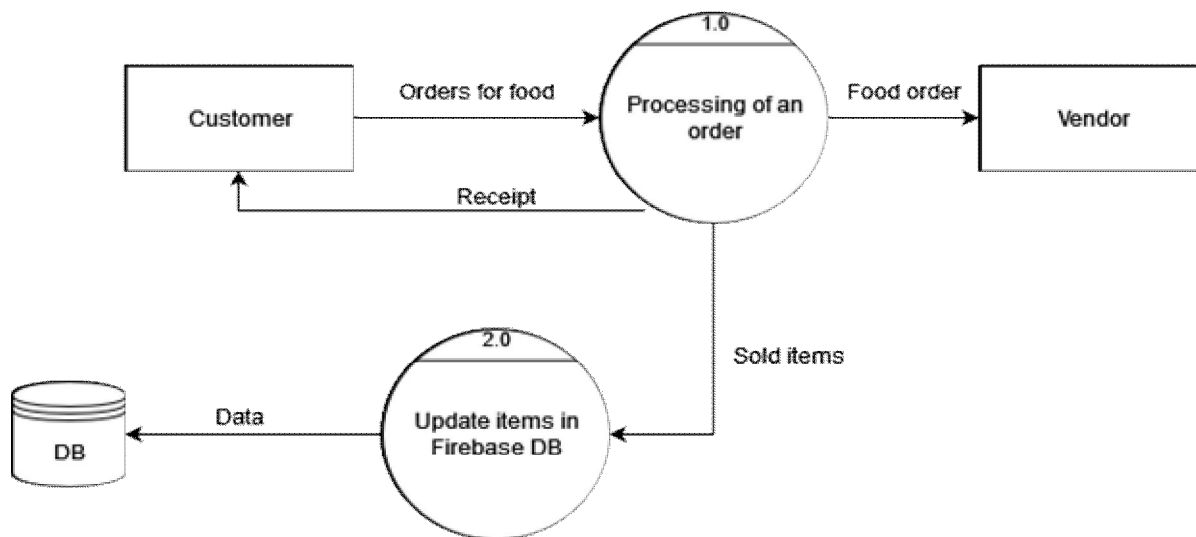 1.0
Customer
Orders for food
Processing of an
order
Food order
Vendor
Receipt
Sold items
2.0
Update items in
Firebase DB
Data
DB